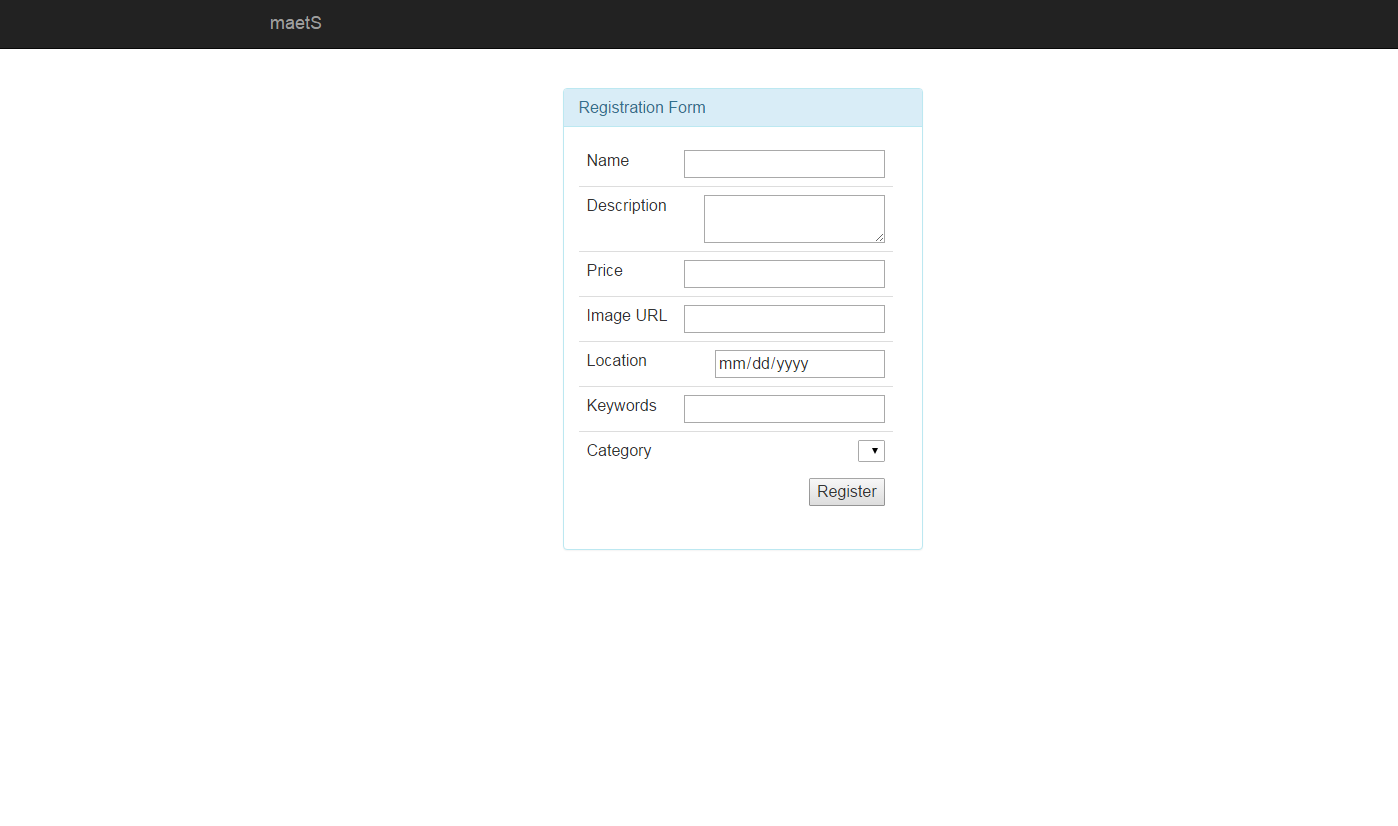 maetS
Registration Form
Name
Description
Price
Image URL
Location mm/dd/yyyy
Keywords
Category
Register